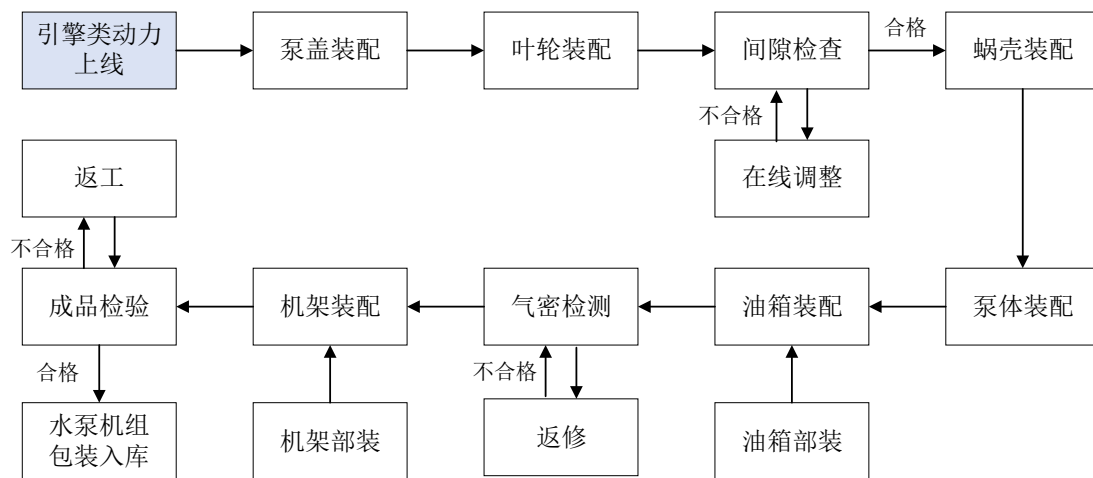 引擎类动力
上线
泵盖装配
叶轮装配
间隙检查
合格
蜗壳装配
不合格
返工
在线调整
不合格
成品检验
机架装配
气密检测
油箱装配
泵体装配
合格
不合格
水泵机组
包装入库
机架部装
返修
油箱部装